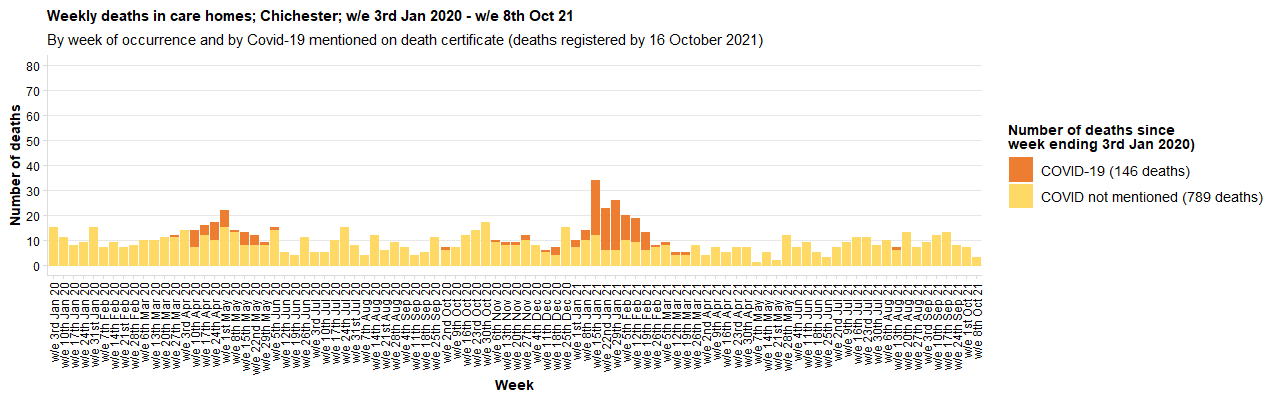 Weekly deaths in care homes; Chichester; w/e 3rd Jan 2020 - w/e 8th Oct 21
By week of occurrence and by Covid-19 mentioned on death certificate (deaths registered by 16 October 2021)
Number of deaths
80
70
60
50
40
30
20
10
0
w/e 3rd Jan 20
w/e 10th Jan 20
w/e 17th Jan 20
w/e 24th Jan 20
w/e 31st Jan 20
w/e 7th Feb 20
w/e 14th Feb 20
w/e 21st Feb 20
w/e 28th Feb 20
w/e 6th Mar 20
w/e 13th Mar 20
w/e 20th Mar 20
w/e 27th Mar 20
w/e 3rd Apr 20
w/e 10th Apr 20
w/e 17th Apr 20
w/e 24th Apr 20
w/e 1st May 20
w/e 8th May 20
w/e 15th May 20
w/e 22nd May 20
w/e 29th May 20
w/e 5th Jun 20
w/e 12th Jun 20
w/e 19th Jun 20
w/e 26th Jun 20
w/e 3rd Jul 20
w/e 10th Jul 20
w/e 17th Jul 20
w/e 24th Jul 20
w/e 31st Jul 20
w/e 7th Aug 20
w/e 14th Aug 20
w/e 21st Aug 20
w/e 28th Aug 20
w/e 4th Sep 20
w/e 11th Sep 20
w/e 18th Sep 20
w/e 25th Sep 20
w/e 2nd Oct 20
w/e 9th Oct 20
w/e 16th Oct 20
w/e 23rd Oct 20
w/e 30th Oct 20
w/e 6th Nov 20
w/e 13th Nov 20
w/e 20th Nov 20
w/e 27th Nov 20
w/e 4th Dec 20
w/e 11th Dec 20
w/e 18th Dec 20
w/e 25th Dec 20
w/e 1st Jan 21
w/e 8th Jan 21
w/e 15th Jan 21
w/e 22nd Jan 21
w/e 29th Jan 21
w/e 5th Feb 21
w/e 12th Feb 21
w/e 19th Feb 21
w/e 26th Feb 21
w/e 5th Mar 21
w/e 12th Mar 21
w/e 19th Mar 21
w/e 26th Mar 21
w/e 2nd Apr 21
w/e 9th Apr 21
w/e 16th Apr 21
w/e 23rd Apr 21
w/e 30th Apr 21
w/e 7th May 21
w/e 14th May 21
w/e 21st May 21
w/e 28th May 21
w/e 4th Jun 21
w/e 11th Jun 21
w/e 18th Jun 21
w/e 25th Jun 21
w/e 2nd Jul 21
w/e 9th Jul 21
w/e 16th Jul 21
w/e 23rd Jul 21
w/e 30th Jul 21
w/e 6th Aug 21
w/e 13th Aug 21
w/e 20th Aug 21
w/e 27th Aug 21
w/e 3rd Sep 21
w/e 10th Sep 21
w/e 17th Sep 21
w/e 24th Sep 21
w/e 1st Oct 21
w/e 8th Oct 21
Week
Number of deaths since
week ending 3rd Jan 2020)
COVID-19 (146 deaths)
COVID not mentioned (789 deaths)